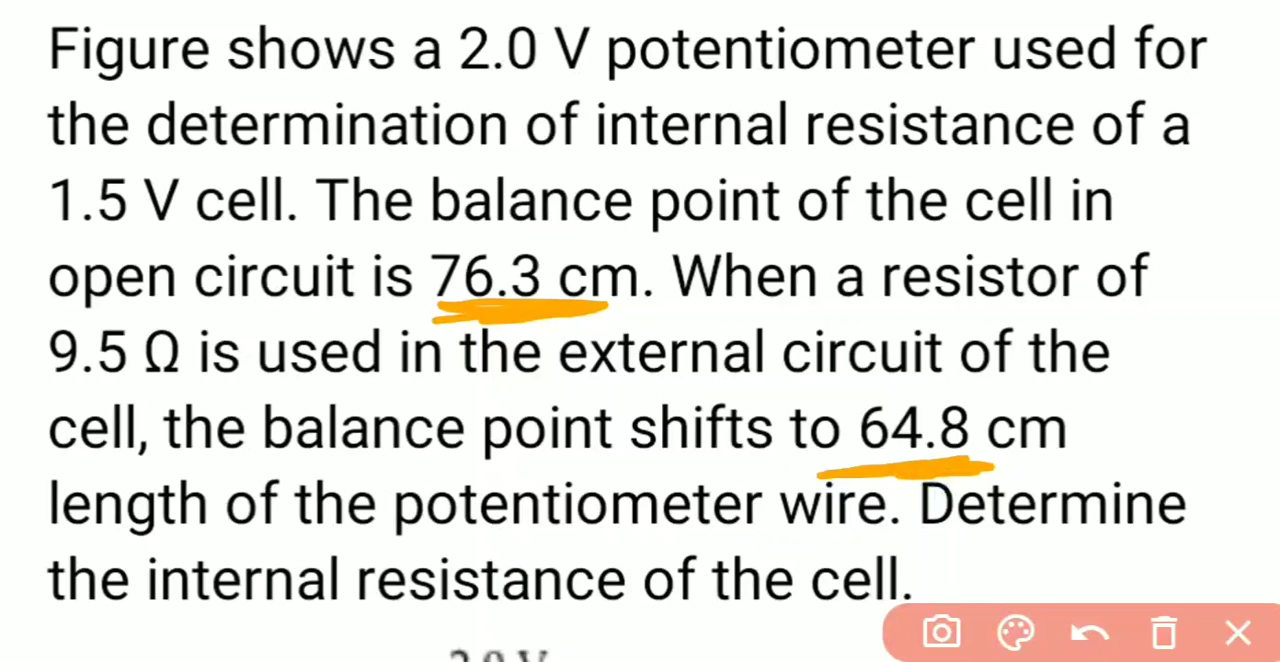 Figure shows a 2.0 V potentiometer used for
the determination of internal resistance of a
1.5 V cell. The balance point of the cell in
open circuit is 76.3 cm. When a resistor of
9.5 Ω is used in the external circuit of the
cell, the balance point shifts to 64.8 cm
length of the potentiometer wire. Determine
the internal resistance of the cell.